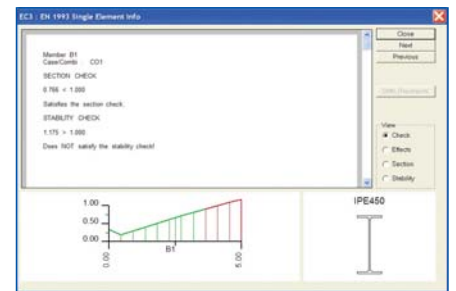 EC3 : EN 1993 Single Element Info
Close
Next
Previous
Member B1
Case/Combi CO1
SECTION CHECK
0.766 < 1.000
Satisfies the section check.
STABILITY CHECK
1.175 > 1.000
Does NOT satisfy the stability check!
View
Check
Effects
Section
Stability
1.00
0.50
0.00
0.00
B1
6.00
IPE450